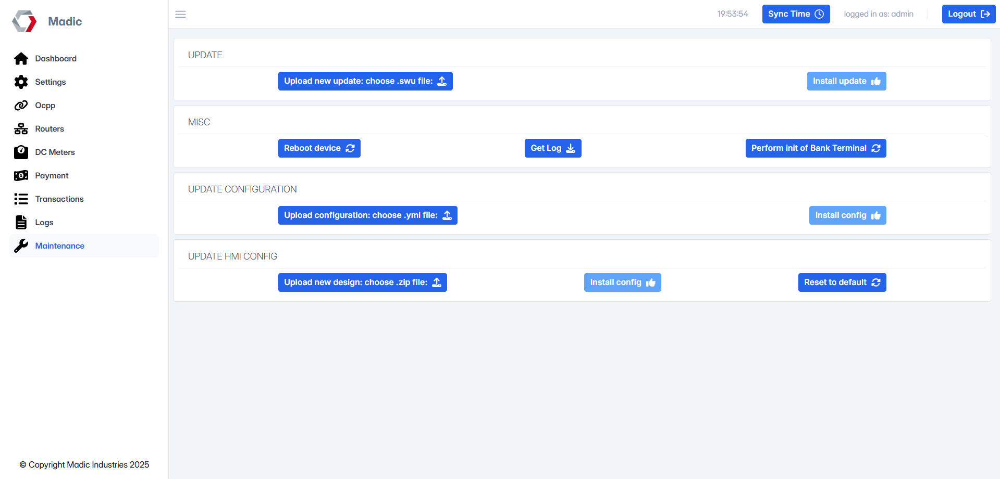 Madic
19:53:54
Sync Time
logged in as: admin
Logout
Dashboard
Settings
Ocpp
Routers
DC Meters
Payment
Transactions
Logs
Maintenance
UPDATE
Upload new update: choose .swu file:
Install update
MISC
Reboot device
Get Log
Perform init of Bank Terminal
UPDATE CONFIGURATION
Upload configuration: choose .yml file:
Install config
UPDATE HMI CONFIG
Upload new design: choose .zip file:
Install config
Reset to default
© Copyright Madic Industries 2025